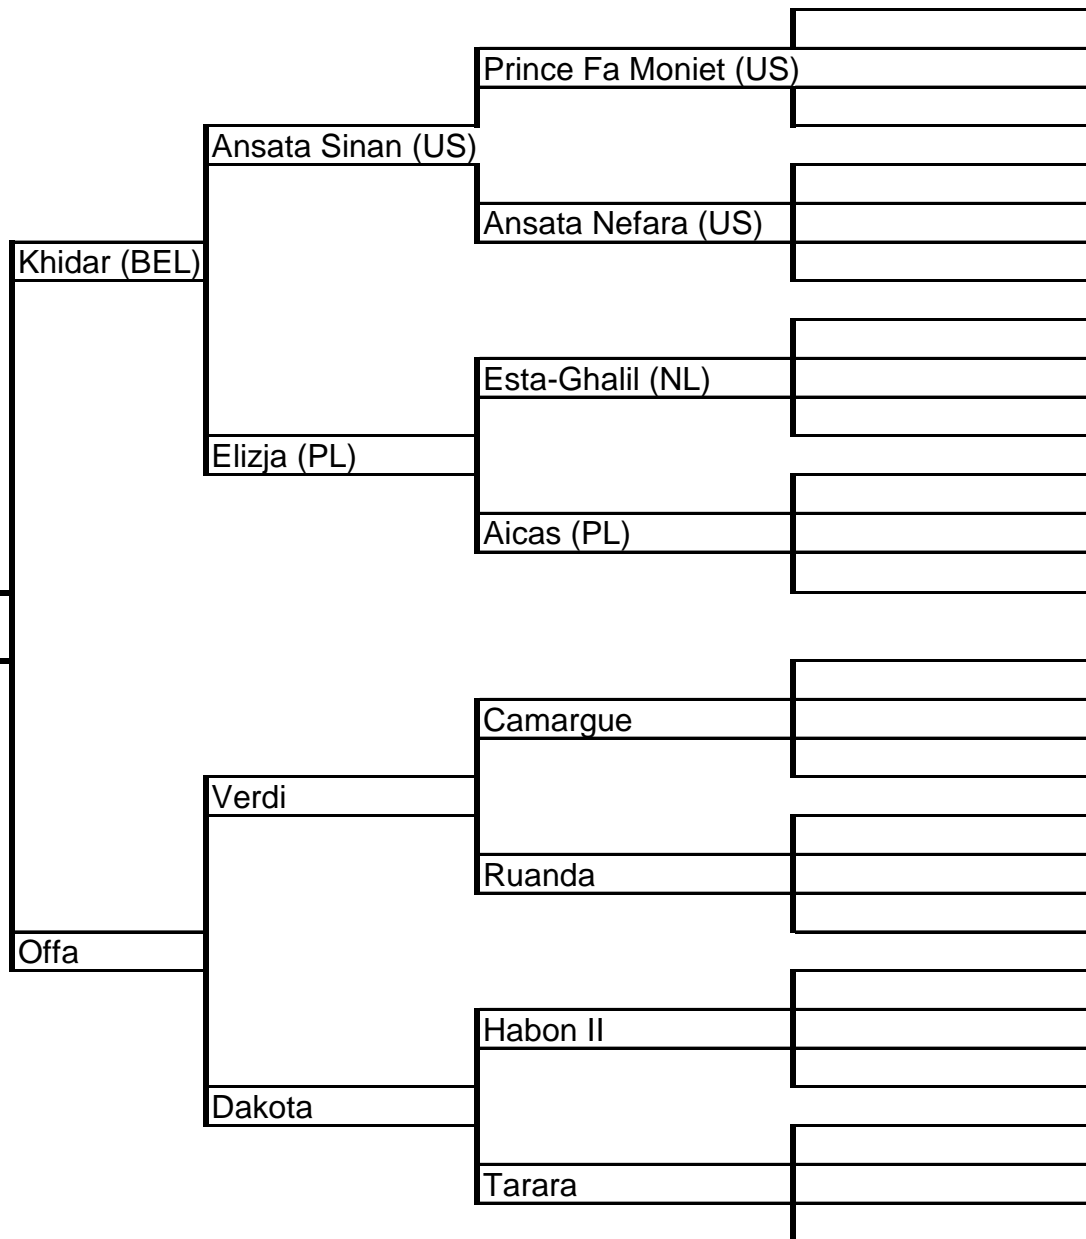 Prince Fa Moniet (US)
Ansata Sinan (US)
Ansata Nefara (US)
Khidar (BEL)
Esta-Ghalil (NL)
Elizja (PL)
Aicas (PL)
Camargue
Verdi
Ruanda
Offa
Habon II
Dakota
Tarara